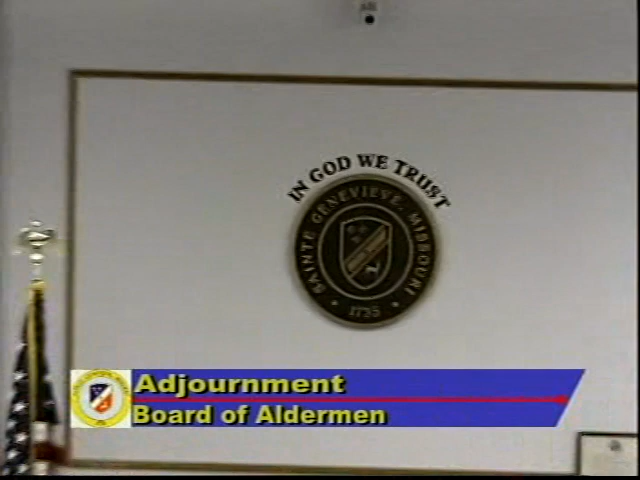 IN GOD WE TRUST
SAINTE GENEVIEVE, MISSOURI
1735
Adjournment
Board of Aldermen